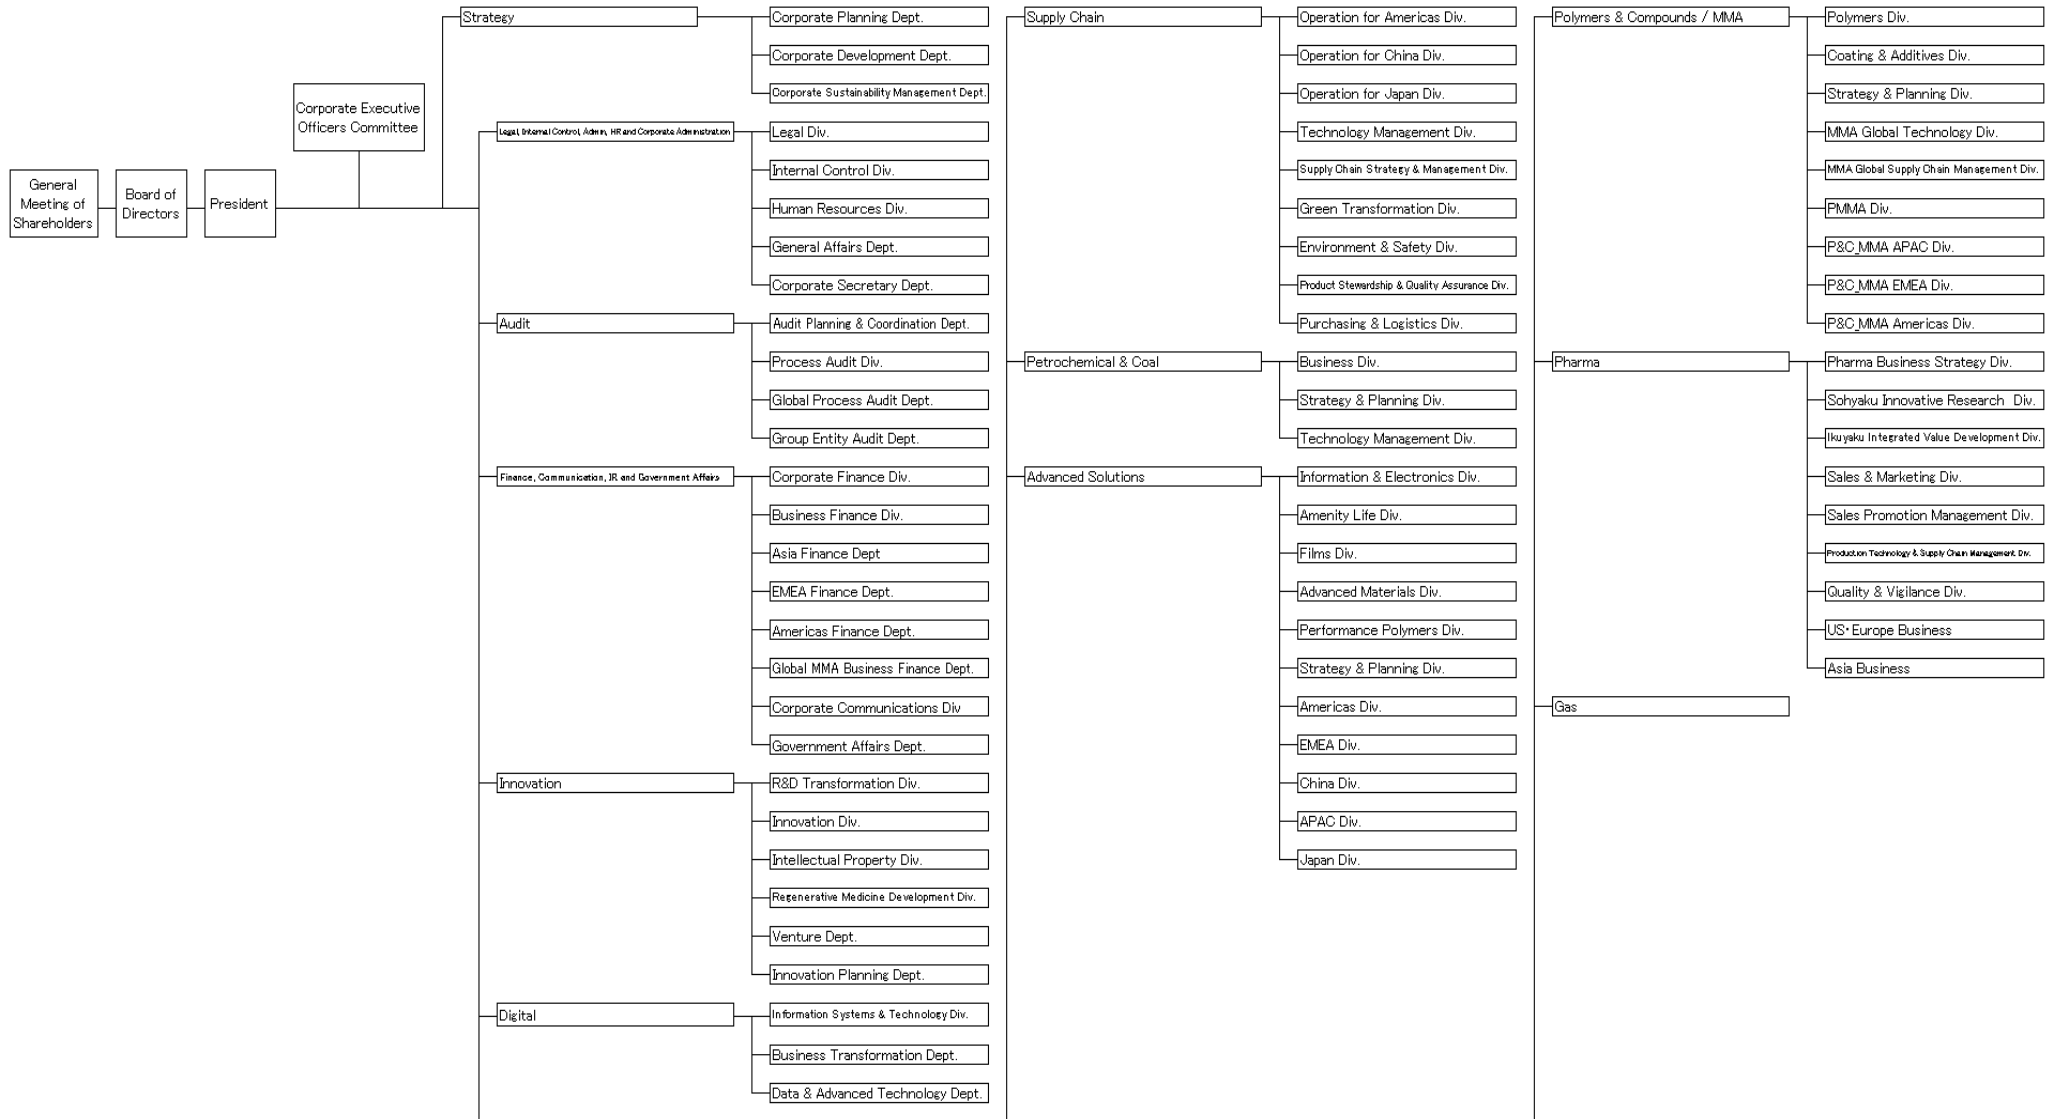 General
Meeting of
Shareholders
Board of
Directors
President
Corporate Executive
Officers Committee
Strategy
Corporate Planning Dept.
Corporate Development Dept.
Corporate Sustainability Management Dept.
Legal, Internal Control, Admin, HR and Corporate Administration
Legal Div.
Internal Control Div.
Human Resources Div.
General Affairs Dept.
Corporate Secretary Dept.
Audit
Audit Planning & Coordination Dept.
Process Audit Div.
Global Process Audit Dept.
Group Entity Audit Dept.
Finance, Communication, IR and Government Affairs
Corporate Finance Div.
Business Finance Div.
Asia Finance Dept
EMEA Finance Dept.
Americas Finance Dept.
Global MMA Business Finance Dept.
Corporate Communications Div
Government Affairs Dept.
Innovation
R&D Transformation Div.
Innovation Div.
Intellectual Property Div.
Regenerative Medicine Development Div.
Venture Dept.
Innovation Planning Dept.
Digital
Information Systems & Technology Div.
Business Transformation Dept.
Data & Advanced Technology Dept.
Supply Chain
Operation for Americas Div.
Operation for China Div.
Operation for Japan Div.
Technology Management Div.
Supply Chain Strategy & Management Div.
Green Transformation Div.
Environment & Safety Div.
Product Stewardship & Quality Assurance Div.
Purchasing & Logistics Div.
Petrochemical & Coal
Business Div.
Strategy & Planning Div.
Technology Management Div.
Advanced Solutions
Information & Electronics Div.
Amenity Life Div.
Films Div.
Advanced Materials Div.
Performance Polymers Div.
Strategy & Planning Div.
Americas Div.
EMEA Div.
China Div.
APAC Div.
Japan Div.
Polymers & Compounds / MMA
Polymers Div.
Coating & Additives Div.
Strategy & Planning Div.
MMA Global Technology Div.
MMA Global Supply Chain Management Div.
PMMA Div.
P&C_MMA APAC Div.
P&C_MMA EMEA Div.
P&C_MMA Americas Div.
Pharma
Pharma Business Strategy Div.
Sohyaku Innovative Research Div.
Ikuyaku Integrated Value Development Div.
Sales & Marketing Div.
Sales Promotion Management Div.
Production Technology & Supply Chain Management Div.
Quality & Vigilance Div.
US･Europe Business
Asia Business
Gas